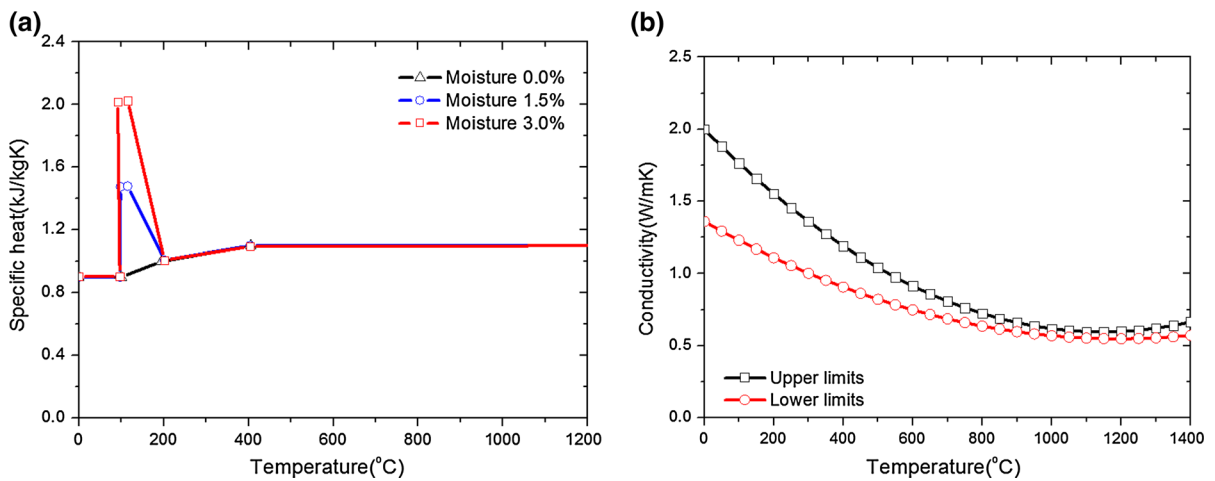 (a)
2.4
2.0
1.6
1.2
0.8
0.4
0.0
Specific heat(kJ/kgK)
Moisture 0.0%
Moisture 1.5%
Moisture 3.0%
0 200 400 600 800 1000 1200
Temperature(°C)
(b)
2.5
2.0
1.5
1.0
0.5
0.0
Conductivity(W/mK)
Upper limits
Lower limits
0 200 400 600 800 1000 1200 1400
Temperature(°C)